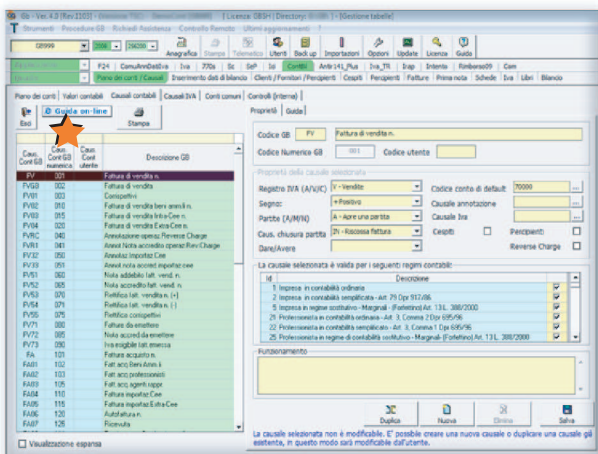 Gb - Ver. 4.0 [Rev.1103] - [Licenza GBSH | Directory: ] - [Gestione tabelle]
T Strumenti Procedure GB Richiedi Assistenza Controllo Remoto Ultimi aggiornamenti ?
GB999
Anagrafica Stampa Telematico Utenti Back up Importazioni Opzioni Update Licenza Guida
F24 ComuAnnDatIva Iva 770s Sc SeP Id Contab Antir141_Plus Iva_TR Irap Intento Rimborso09 Com
Piano dei conti / Causali Inserimento dati di bilancio Clienti / Fornitori / Percipienti Cespiti Percipienti Fatture Prima nota Schede Iva Libri Bilancio
Piano dei conti Valori contabili Causali contabili Causali IVA Conti comuni Controlli (interna)
Esci
Guida on-line
Stampa
Caus. Cont GB
Caus. Cont GB numerica
Caus. Cont utente
Descrizione GB
FV 001 Fattura di vendita n.
FVG0 002 Fattura di vendita
FV01 003 Corrispettivi
FV02 010 Fattura di vendita beni amm.li n.
FV03 015 Fattura di vendita Intra-Cee n.
FV04 020 Fattura di vendita Extra-Cee n.
FVRC 040 Annotazione operaz. Reverse Charge
FVR1 041 Annot.Nota accredito operaz Rev.Charge
FV32 050 Annotaz Importaz Cee
FV33 051 Annot nota accred.importaz cee
FV51 060 Nota addebito fatt. vend. n.
FV52 065 Nota accredito fatt. vend. n.
FV53 070 Rettifica fatt. vendita n. (+)
FV54 071 Rettifica fatt. vendita n. (-)
FV55 075 Rettifica corrispettivi
FV71 080 Fatture da emettere
FV72 085 Note accred da emettere
FV73 090 Iva esigibile fatt.emessa
FA 101 Fattura acquisto n.
FA01 102 Fatt.acq.Beni Amm.li
FA02 103 Fatt.acq.professionisti
FA03 105 Fatt.acq.agenti rappr.
FA04 110 Fattura importaz.Cee
FA05 115 Fattura importaz.Extra-Cee
FA06 120 Autofattura n.
FA07 125 Ricevuta
Visualizzazione espansa
Proprietà Guida
Codice GB FV Fattura di vendita n.
Codice Numerico GB 001 Codice utente
Proprietà della causale selezionata
Registro IVA (A/V/C) V - Vendite Codice conto di default 70000 ...
Segno: + Positivo Causale annotazione ...
Partite (A/M/N) A - Apre una partita Causale Iva ...
Caus. chiusura partita IN - Riscossa fattura Cespiti Percipienti:
Dare/Avere Reverse Charge
La causale selezionata è valida per i seguenti regimi contabili:
Id Descrizione
1 Impresa in contabilità ordinaria
2 Impresa in contabilità semplificata - Art. 79 Dpr 917/86
5 Impresa in regime sostitutivo - Marginali - (Forfettino) Art. 13 L. 388/2000
21 Professionista in contabilità ordinaria - Art. 3, Comma 2 Dpr 695/96
22 Professionista in contabilità semplificata - Art. 3, Comma 1 Dpr 695/96
25 Professionista in regime di contabilità sostitutivo - Marginali- (Forfettino) Art. 13 L. 388/2000
Funzionamento
Duplica Nuova Elimina Salva
La causale selezionata non è modificabile. E' possibile creare una nuova causale o duplicare una causale già
esistente, in questo modo sarà modificabile dall'utente.